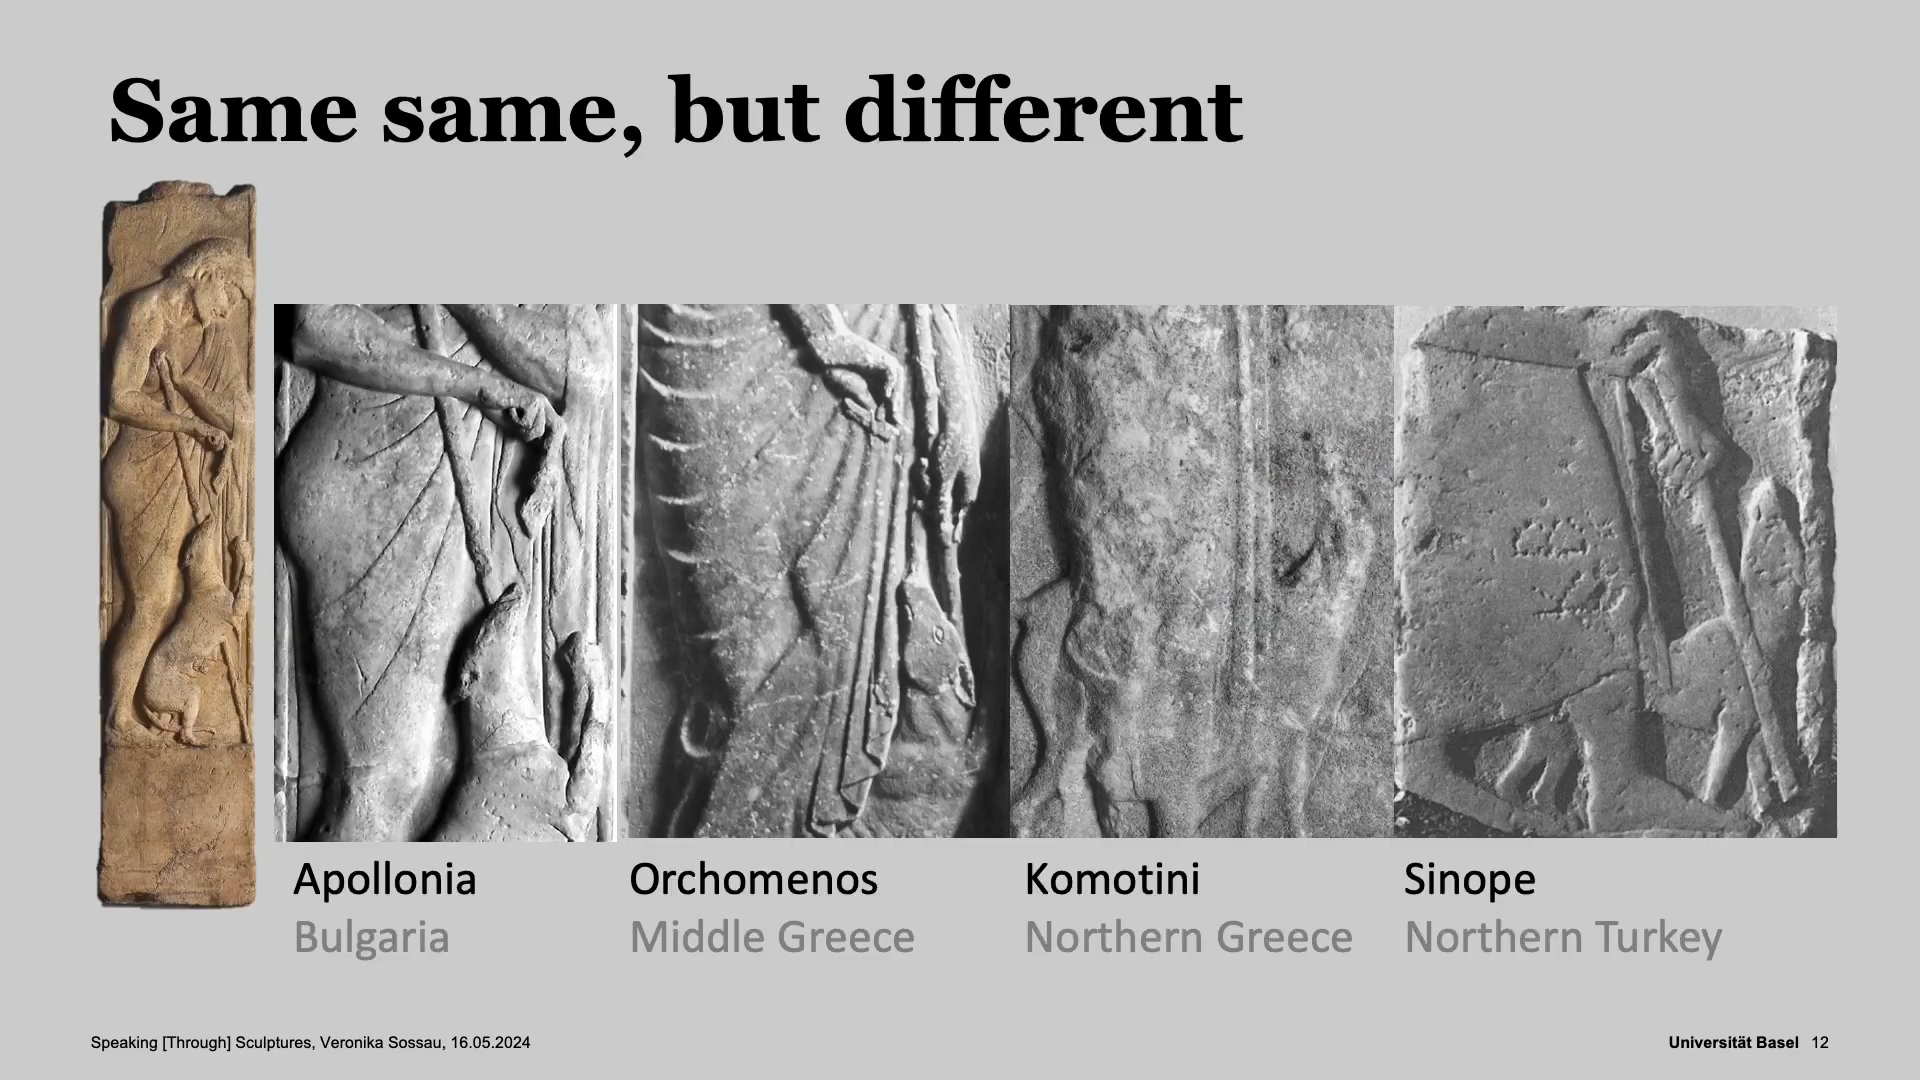 Same same, but different
Apollonia
Bulgaria
Orchomenos
Middle Greece
Komotini
Northern Greece
Sinope
Northern Turkey
Speaking [Through] Sculptures, Veronika Sossau, 16.05.2024
Universität Basel 12